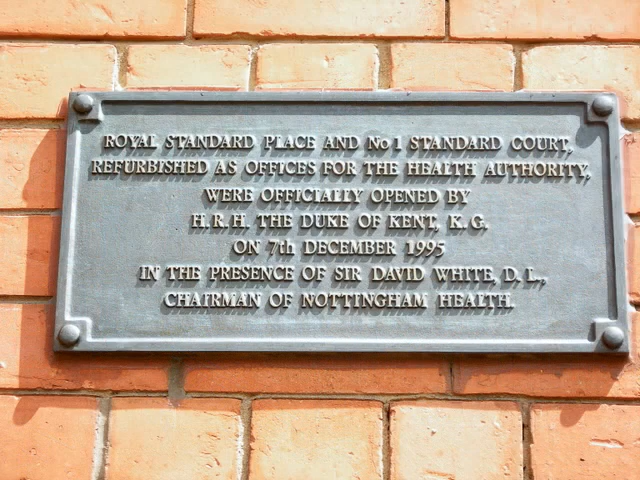 ROYAL STANDARD PLACE AND No 1 STANDARD COURT,
REFURBISHED AS OFFICES FOR THE HEALTH AUTHORITY,
WERE OFFICIALLY OPENED BY
H.R.H. THE DUKE OF KENT, K.G.
ON 7th DECEMBER 1995
IN THE PRESENCE OF SIR DAVID WHITE, D.L.,
CHAIRMAN OF NOTTINGHAM HEALTH.